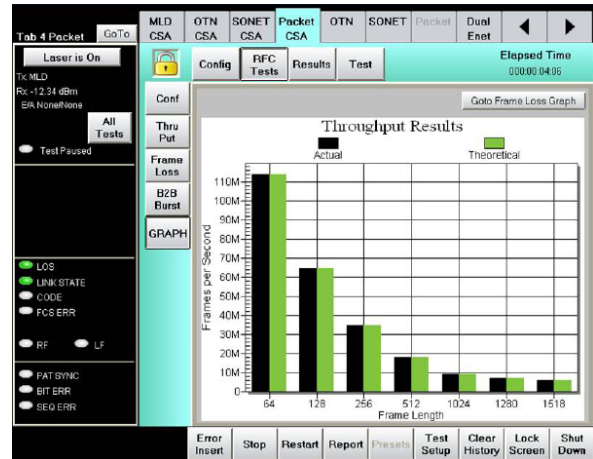 Tab 4 Packet
GoTo
MLD CSA
OTN CSA
SONET CSA
Packet CSA
OTN
SONET
Packet
Dual Enet
Laser is On
Tx MLD
Rx -12.34 dBm
E/A None/None
All Tests
Test Paused
Config
RFC Tests
Results
Test
Elapsed Time
000:00:04:06
Conf
Thru Put
Frame Loss
B2B Burst
GRAPH
Goto Frame Loss Graph
Throughput Results
Actual
Theoretical
Frames per Second
110M
100M
90M
80M
70M
60M
50M
40M
30M
20M
10M
0
64
128
256
512
1024
1280
1518
Frame Length
LOS
LINK STATE
CODE
FCS ERR
RF
LF
PAT SYNC
BIT ERR
SEQ ERR
Error Insert
Stop
Restart
Report
Presets
Test Setup
Clear History
Lock Screen
Shut Down